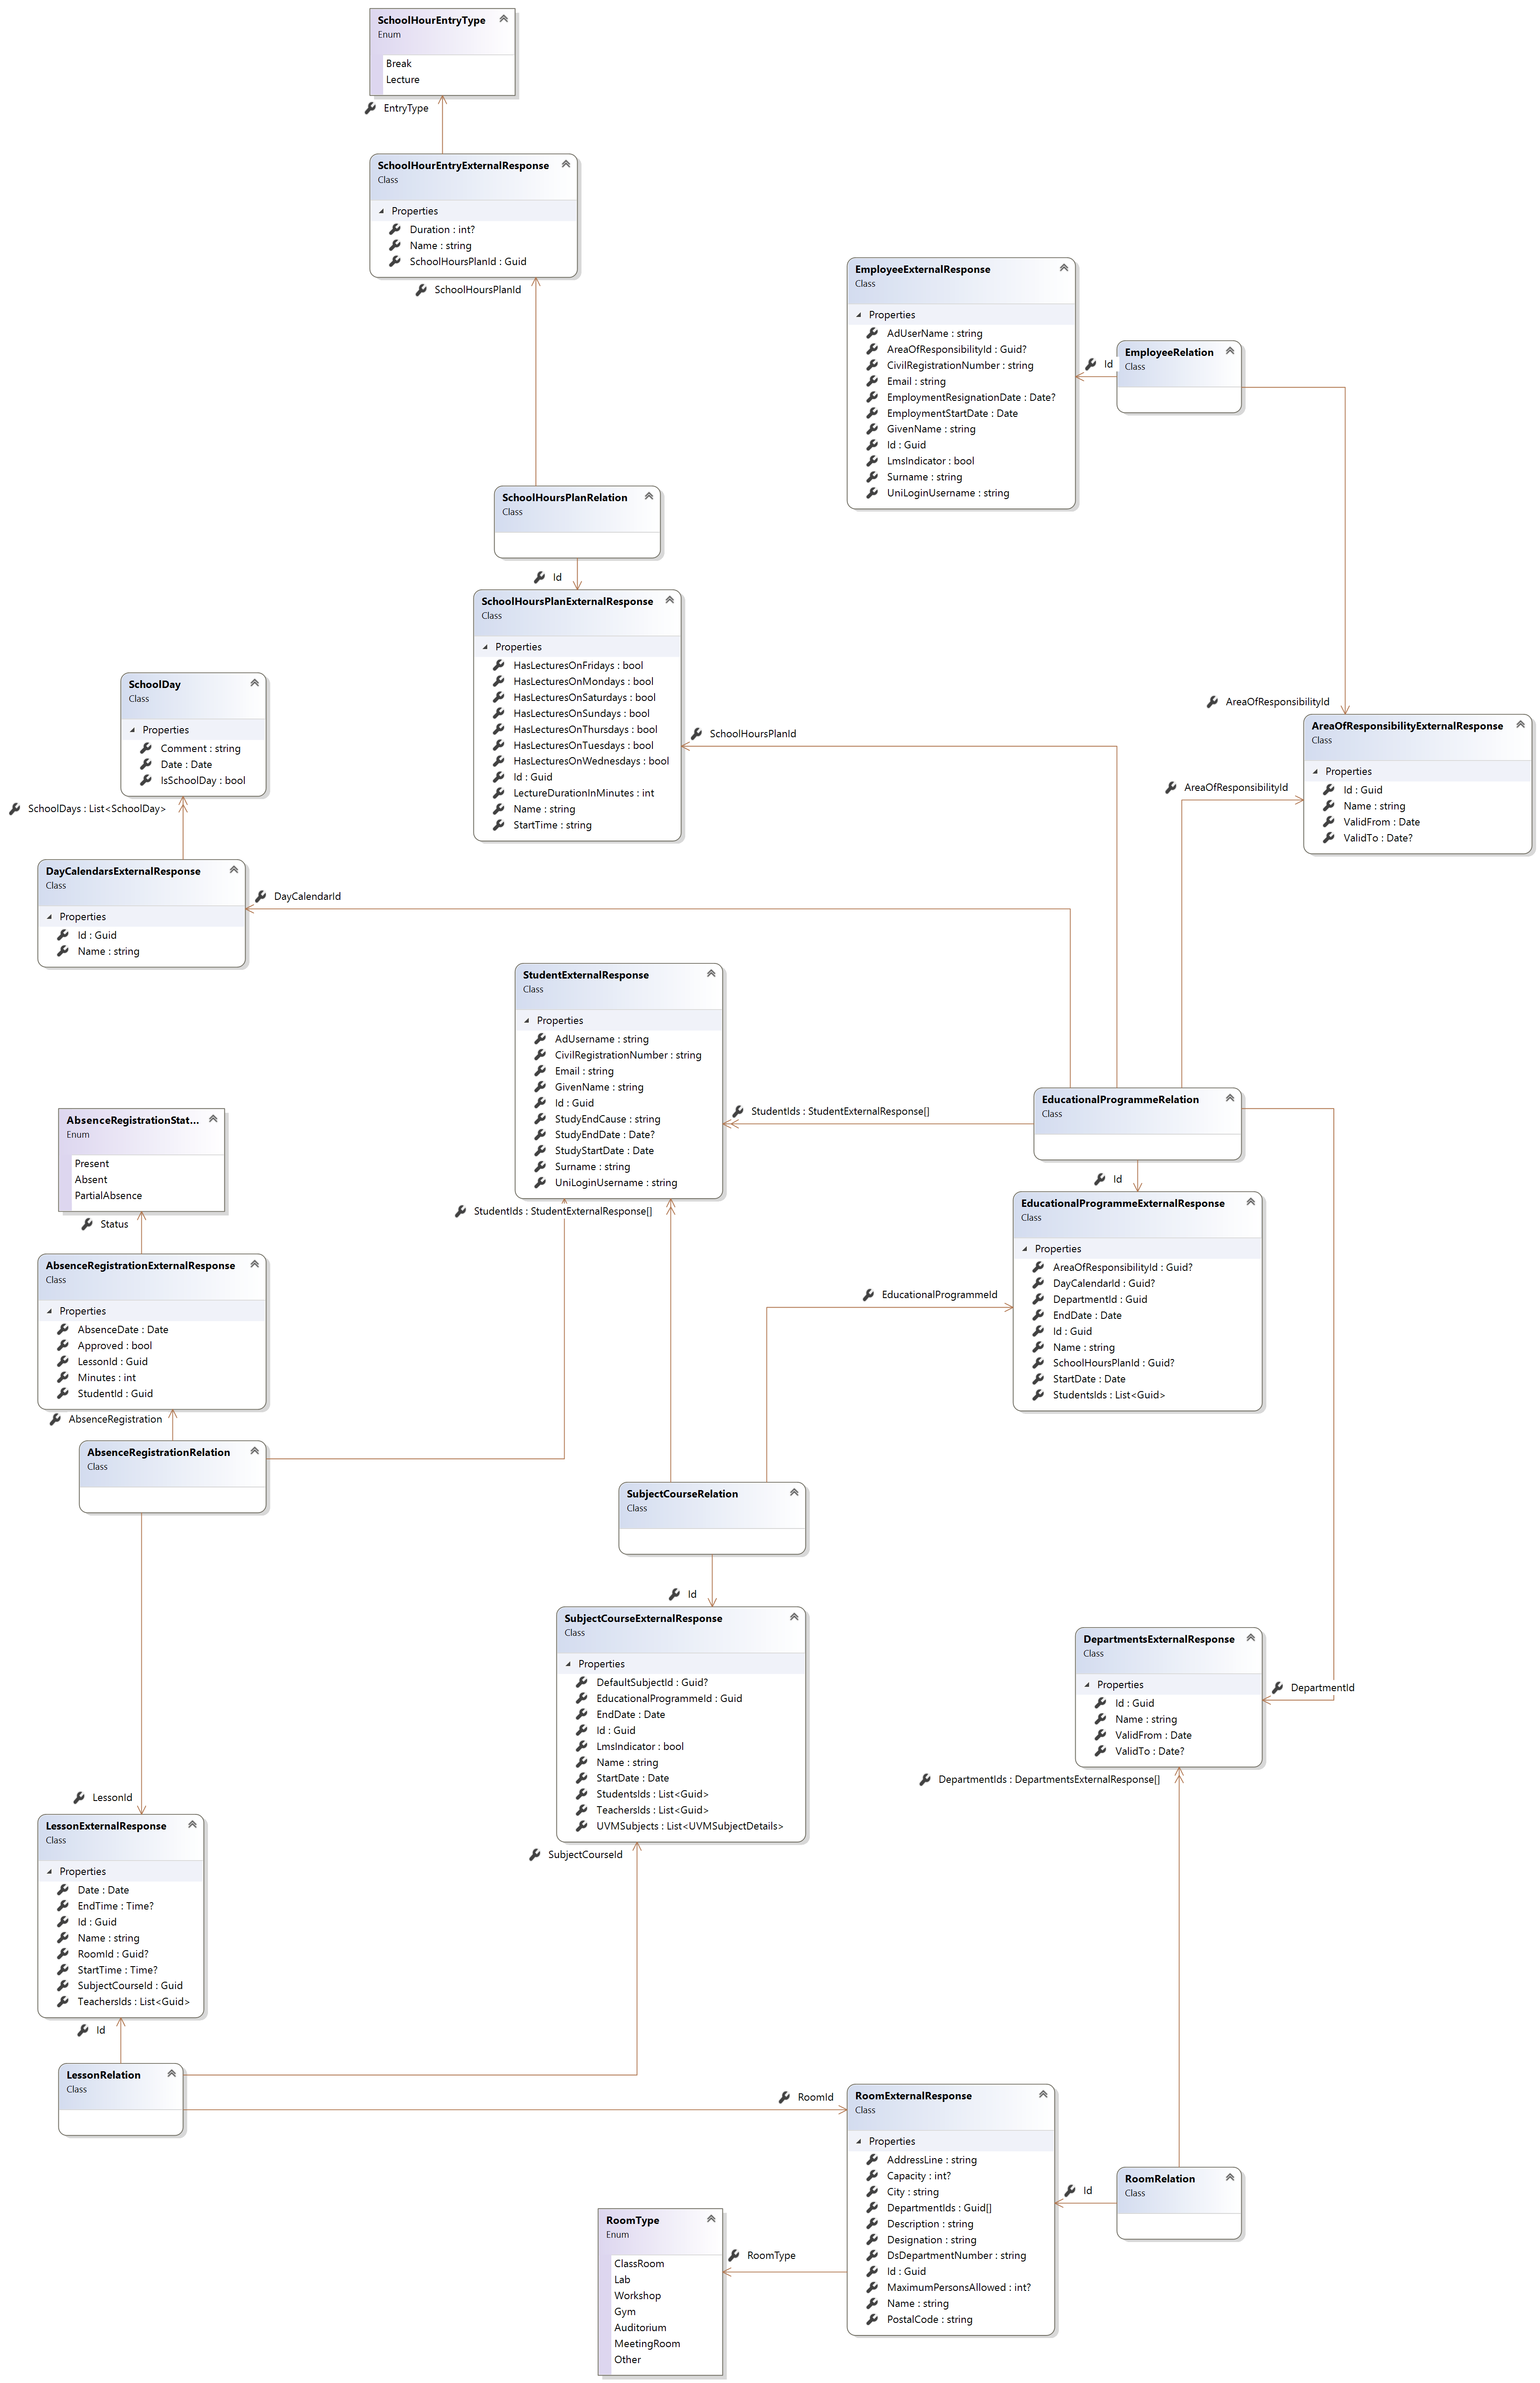 SchoolHourEntryType
Enum
Break
Lecture
EntryType
SchoolHourEntryExternalResponse
Class
Properties
Duration : int?
Name : string
SchoolHoursPlanId : Guid
SchoolHoursPlanId
EmployeeExternalResponse
Class
Properties
AdUserName : string
AreaOfResponsibilityId : Guid?
CivilRegistrationNumber : string
Email : string
EmploymentResignationDate : Date?
EmploymentStartDate : Date
GivenName : string
Id : Guid
LmsIndicator : bool
Surname : string
UniLoginUsername : string
Id
EmployeeRelation
Class
SchoolHoursPlanRelation
Class
Id
SchoolHoursPlanExternalResponse
Class
Properties
HasLecturesOnFridays : bool
HasLecturesOnMondays : bool
HasLecturesOnSaturdays : bool
HasLecturesOnSundays : bool
HasLecturesOnThursdays : bool
HasLecturesOnTuesdays : bool
HasLecturesOnWednesdays : bool
Id : Guid
LectureDurationInMinutes : int
Name : string
StartTime : string
SchoolHoursPlanId
AreaOfResponsibilityId
AreaOfResponsibilityExternalResponse
Class
Properties
Id : Guid
Name : string
ValidFrom : Date
ValidTo : Date?
AreaOfResponsibilityId
SchoolDay
Class
Properties
Comment : string
Date : Date
IsSchoolDay : bool
SchoolDays : List<SchoolDay>
DayCalendarsExternalResponse
Class
Properties
Id : Guid
Name : string
DayCalendarId
StudentExternalResponse
Class
Properties
AdUsername : string
CivilRegistrationNumber : string
Email : string
GivenName : string
Id : Guid
StudyEndCause : string
StudyEndDate : Date?
StudyStartDate : Date
Surname : string
UniLoginUsername : string
StudentIds : StudentExternalResponse[]
EducationalProgrammeRelation
Class
Id
EducationalProgrammeExternalResponse
Class
Properties
AreaOfResponsibilityId : Guid?
DayCalendarId : Guid?
DepartmentId : Guid
EndDate : Date
Id : Guid
Name : string
SchoolHoursPlanId : Guid?
StartDate : Date
StudentsIds : List<Guid>
AbsenceRegistrationStat...
Enum
Present
Absent
PartialAbsence
Status
StudentIds : StudentExternalResponse[]
AbsenceRegistrationExternalResponse
Class
Properties
AbsenceDate : Date
Approved : bool
LessonId : Guid
Minutes : int
StudentId : Guid
AbsenceRegistration
EducationalProgrammeId
AbsenceRegistrationRelation
Class
SubjectCourseRelation
Class
Id
SubjectCourseExternalResponse
Class
Properties
DefaultSubjectId : Guid?
EducationalProgrammeId : Guid
EndDate : Date
Id : Guid
LmsIndicator : bool
Name : string
StartDate : Date
StudentsIds : List<Guid>
TeachersIds : List<Guid>
UVMSubjects : List<UVMSubjectDetails>
SubjectCourseId
DepartmentsExternalResponse
Class
Properties
Id : Guid
Name : string
ValidFrom : Date
ValidTo : Date?
DepartmentId
DepartmentIds : DepartmentsExternalResponse[]
LessonId
LessonExternalResponse
Class
Properties
Date : Date
EndTime : Time?
Id : Guid
Name : string
RoomId : Guid?
StartTime : Time?
SubjectCourseId : Guid
TeachersIds : List<Guid>
Id
LessonRelation
Class
RoomId
RoomExternalResponse
Class
Properties
AddressLine : string
Capacity : int?
City : string
DepartmentIds : Guid[]
Description : string
Designation : string
DsDepartmentNumber : string
Id : Guid
MaximumPersonsAllowed : int?
Name : string
PostalCode : string
Id
RoomRelation
Class
RoomType
Enum
ClassRoom
Lab
Workshop
Gym
Auditorium
MeetingRoom
Other
RoomType